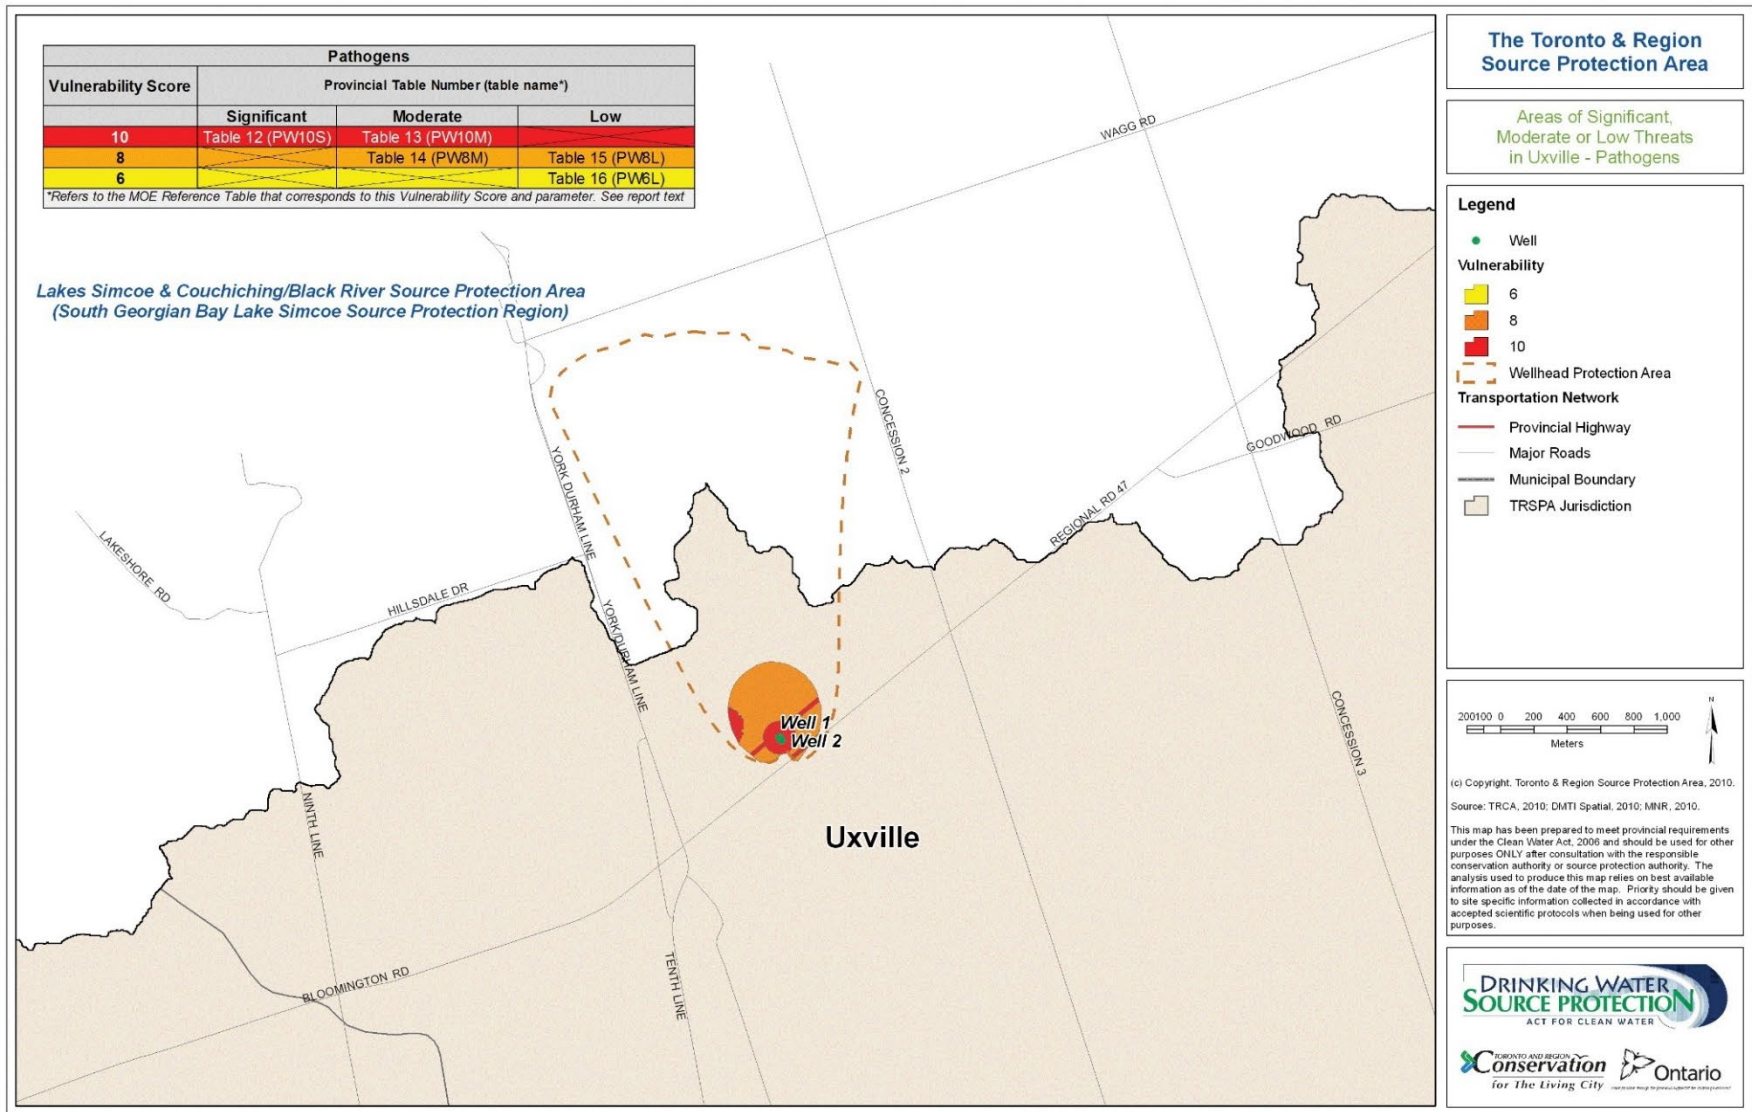 Pathogens
Vulnerability Score
Provincial Table Number (table name*)
Significant Moderate Low
10 Table 12 (PW10S) Table 13 (PW10M)
8 Table 14 (PW8M) Table 15 (PW8L)
6 Table 16 (PW6L)
*Refers to the MOE Reference Table that corresponds to this Vulnerability Score and parameter. See report text
Lakes Simcoe & Couchiching/Black River Source Protection Area
(South Georgian Bay Lake Simcoe Source Protection Region)
WAGG RD
CONCESSION 2
GOODWOOD RD
REGIONAL RD 47
YORK DURHAM LINE
LAKESHORE RD
HILLSDALE DR
YORK/DURHAM LINE
CONCESSION 3
Well 1
Well 2
Uxville
NINTH LINE
BLOOMINGTON RD
TENTH LINE
The Toronto & Region
Source Protection Area
Areas of Significant,
Moderate or Low Threats
in Uxville - Pathogens
Legend
Well
Vulnerability
6
8
10
Wellhead Protection Area
Transportation Network
Provincial Highway
Major Roads
Municipal Boundary
TRSPA Jurisdiction
200100 0 200 400 600 800 1,000
Meters
N
(c) Copyright. Toronto & Region Source Protection Area, 2010.
Source: TRCA, 2010; DMTI Spatial, 2010; MNR, 2010.
This map has been prepared to meet provincial requirements
under the Clean Water Act, 2006 and should be used for other
purposes ONLY after consultation with the responsible
conservation authority or source protection authority. The
analysis used to produce this map relies on best available
information as of the date of the map. Priority should be given
to site specific information collected in accordance with
accepted scientific protocols when being used for other
purposes.
DRINKING WATER
SOURCE PROTECTION
ACT FOR CLEAN WATER
TORONTO AND REGION
Conservation
for The Living City
Ontario